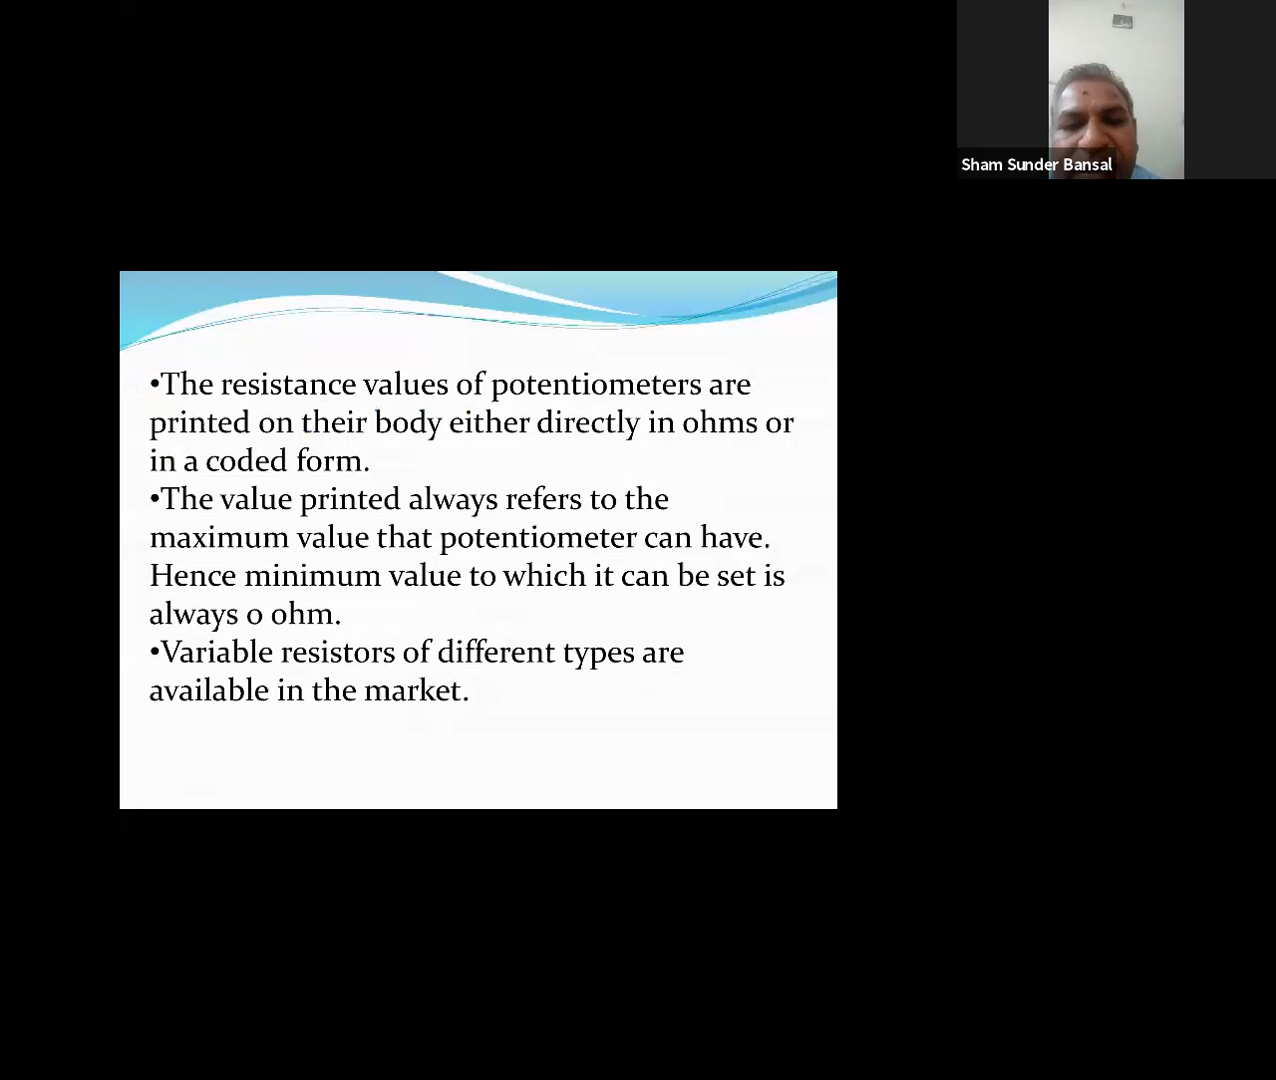 Sham Sunder Bansal
•The resistance values of potentiometers are
printed on their body either directly in ohms or
in a coded form.
•The value printed always refers to the
maximum value that potentiometer can have.
Hence minimum value to which it can be set is
always 0 ohm.
•Variable resistors of different types are
available in the market.